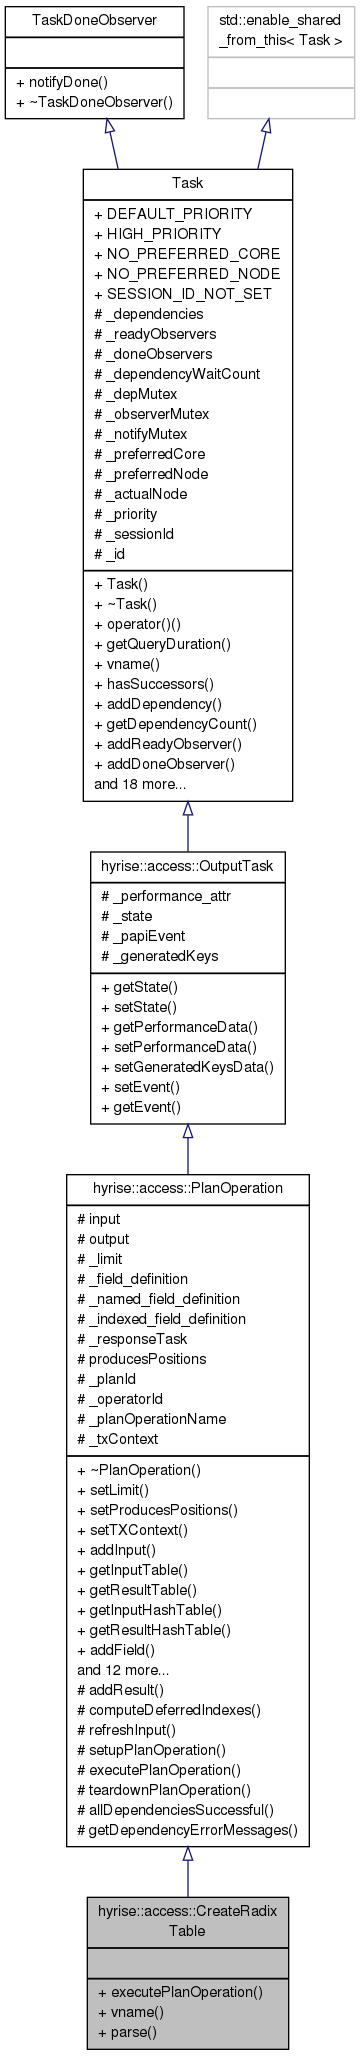 TaskDoneObserver
+ notifyDone()
+ ~TaskDoneObserver()
std::enable_shared
_from_this< Task >
Task
+ DEFAULT_PRIORITY
+ HIGH_PRIORITY
+ NO_PREFERRED_CORE
+ NO_PREFERRED_NODE
+ SESSION_ID_NOT_SET
# _dependencies
# _readyObservers
# _doneObservers
# _dependencyWaitCount
# _depMutex
# _observerMutex
# _notifyMutex
# _preferredCore
# _preferredNode
# _actualNode
# _priority
# _sessionId
# _id
+ Task()
+ ~Task()
+ operator()()
+ getQueryDuration()
+ vname()
+ hasSuccessors()
+ addDependency()
+ getDependencyCount()
+ addReadyObserver()
+ addDoneObserver()
and 18 more...
hyrise::access::OutputTask
# _performance_attr
# _state
# _papiEvent
# _generatedKeys
+ getState()
+ setState()
+ getPerformanceData()
+ setPerformanceData()
+ setGeneratedKeysData()
+ setEvent()
+ getEvent()
hyrise::access::PlanOperation
# input
# output
# _limit
# _field_definition
# _named_field_definition
# _indexed_field_definition
# _responseTask
# producesPositions
# _planId
# _operatorId
# _planOperationName
# _txContext
+ ~PlanOperation()
+ setLimit()
+ setProducesPositions()
+ setTXContext()
+ addInput()
+ getInputTable()
+ getResultTable()
+ getInputHashTable()
+ getResultHashTable()
+ addField()
and 12 more...
# addResult()
# computeDeferredIndexes()
# refreshInput()
# setupPlanOperation()
# executePlanOperation()
# teardownPlanOperation()
# allDependenciesSuccessful()
# getDependencyErrorMessages()
hyrise::access::CreateRadix
Table
+ executePlanOperation()
+ vname()
+ parse()